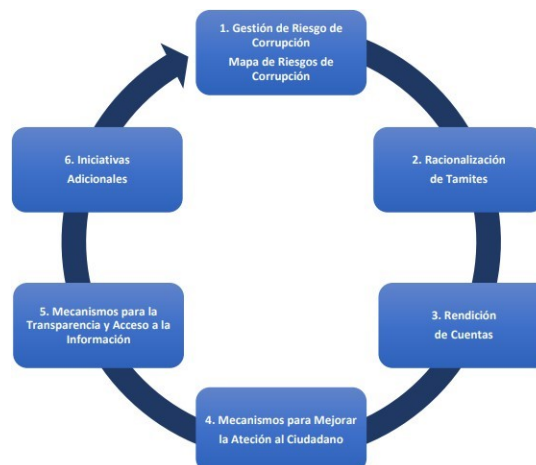 1. Gestión de Riesgo de
Corrupción
Mapa de Riesgos de
Corrupción
2. Racionalización
de Tamites
3. Rendición
de Cuentas
4. Mecanismos para Mejorar
la Ateción al Ciudadano
5. Mecanismos para la
Transparencia y Acceso a la
Información
6. Iniciativas
Adicionales